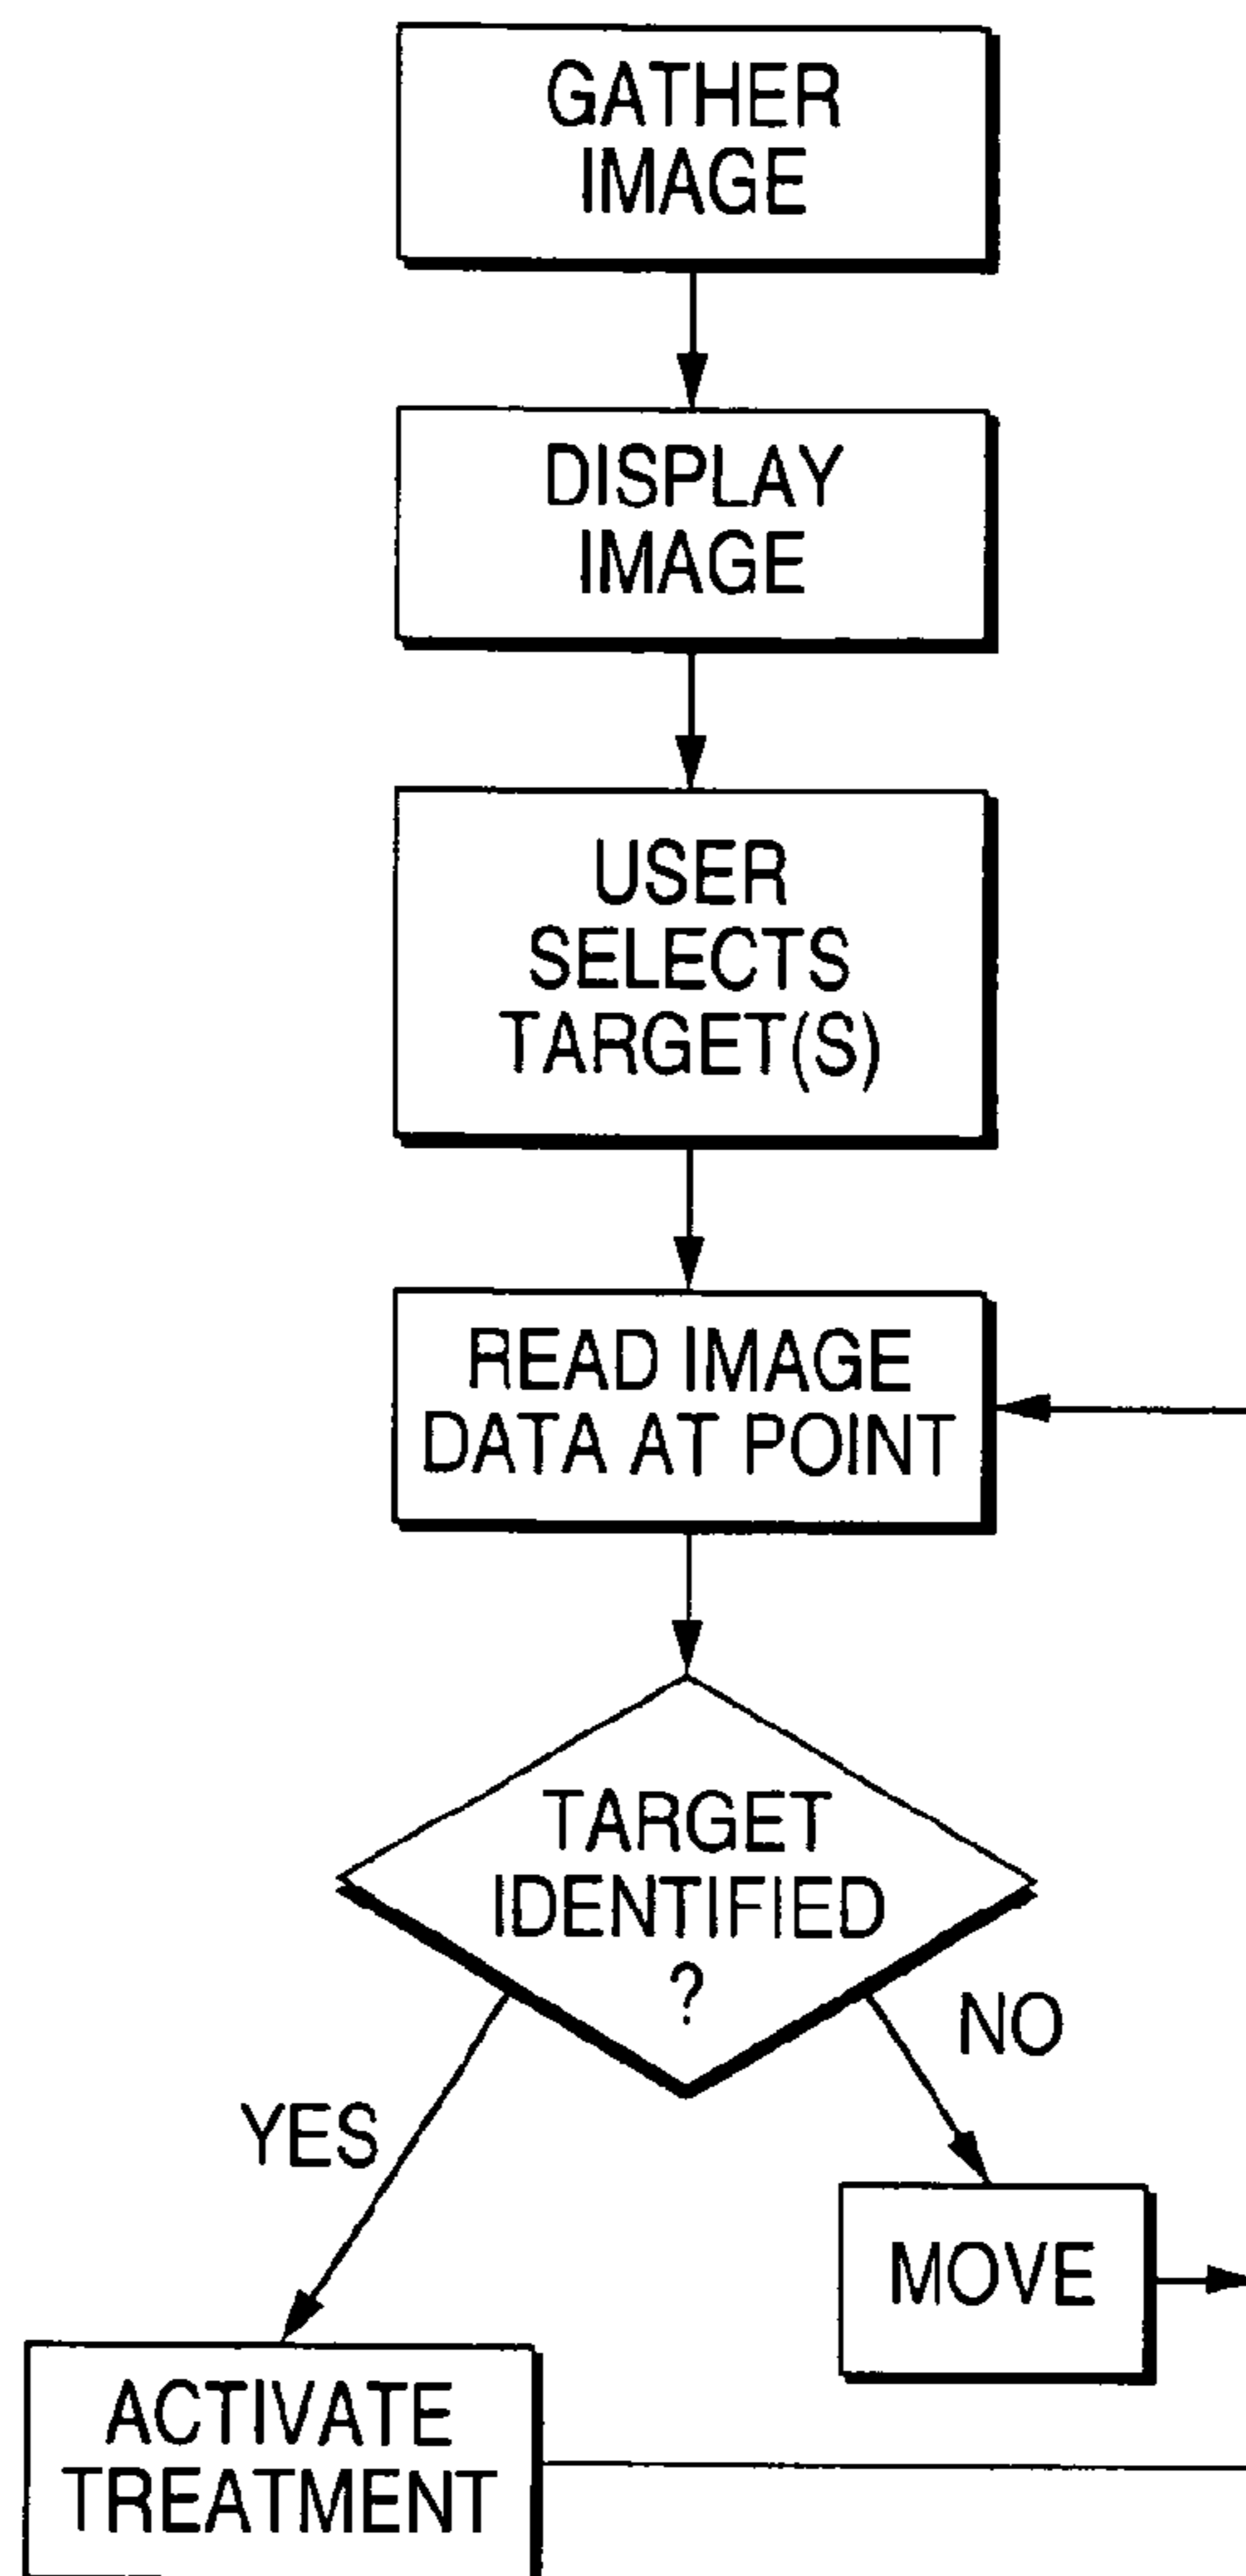 GATHER
IMAGE
DISPLAY
IMAGE
USER
SELECTS
TARGET(S)
READ IMAGE
DATA AT POINT
TARGET
IDENTIFIED
?
NO
YES
MOVE
ACTIVATE
TREATMENT